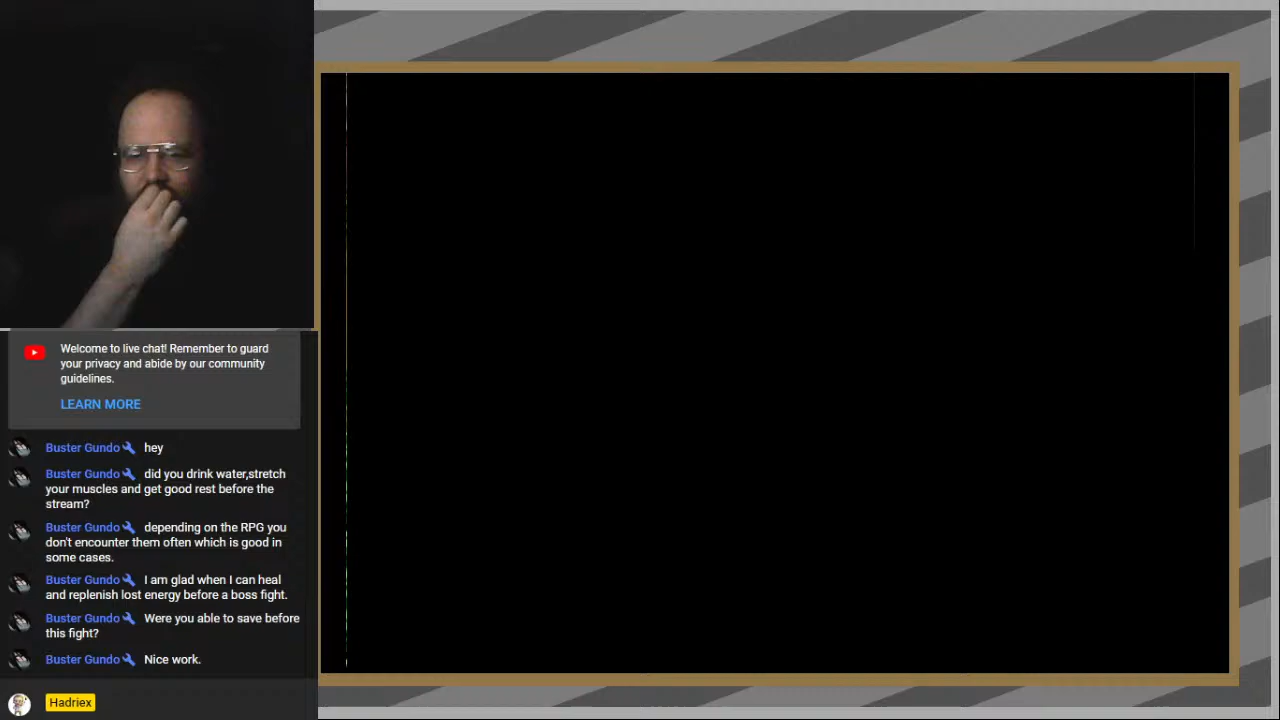 Welcome to live chat! Remember to guard
your privacy and abide by our community
guidelines.
LEARN MORE
Buster Gundo hey
Buster Gundo did you drink water,stretch
your muscles and get good rest before the
stream?
Buster Gundo depending on the RPG you
don't encounter them often which is good in
some cases.
Buster Gundo I am glad when I can heal
and replenish lost energy before a boss fight.
Buster Gundo Were you able to save before
this fight?
Buster Gundo Nice work.
Hadriex